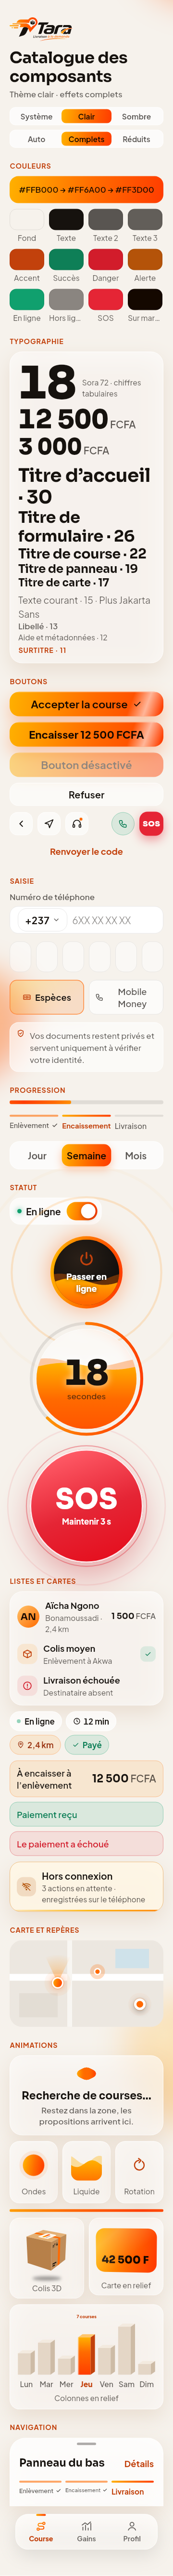 Tara
Catalogue des
composants
Thème clair · effets complets
Système
Clair
Sombre
Auto
Complets
Réduits
COULEURS
#FFB000 → #FF6A00 → #FF3D00
Fond
Texte
Texte 2
Texte 3
Accent
Succès
Danger
Alerte
En ligne
Hors lig…
SOS
Sur mar…
TYPOGRAPHIE
18
Sora 72 · chiffres
tabulaires
12 500 FCFA
3 000 FCFA
Titre d’accueil
· 30
Titre de
formulaire · 26
Titre de course · 22
Titre de panneau · 19
Titre de carte · 17
Texte courant · 15 · Plus Jakarta
Sans
Libellé · 13
Aide et métadonnées · 12
SURTITRE · 11
BOUTONS
Accepter la course
Encaisser 12 500 FCFA
Bouton désactivé
Refuser
SOS
Renvoyer le code
SAISIE
Numéro de téléphone
+237
6XX XX XX XX
Espèces
Mobile
Money
Vos documents restent privés et
servent uniquement à vérifier
votre identité.
PROGRESSION
Enlèvement
Encaissement
Livraison
Jour
Semaine
Mois
STATUT
En ligne
Passer en
ligne
18
secondes
SOS
Maintenir 3 s
LISTES ET CARTES
AN
Aïcha Ngono
Bonamoussadi ·
2,4 km
1 500 FCFA
Colis moyen
Enlèvement à Akwa
Livraison échouée
Destinataire absent
En ligne
12 min
2,4 km
Payé
À encaisser à
l’enlèvement
12 500 FCFA
Paiement reçu
Le paiement a échoué
Hors connexion
3 actions en attente ·
enregistrées sur le téléphone
CARTE ET REPÈRES
ANIMATIONS
Recherche de courses…
Restez dans la zone, les
propositions arrivent ici.
Ondes
Liquide
Rotation
Colis 3D
42 500 F
Carte en relief
7 courses
Lun
Mar
Mer
Jeu
Ven
Sam
Dim
Colonnes en relief
NAVIGATION
Panneau du bas
Détails
Enlèvement
Encaissement
Livraison
Course
Gains
Profil